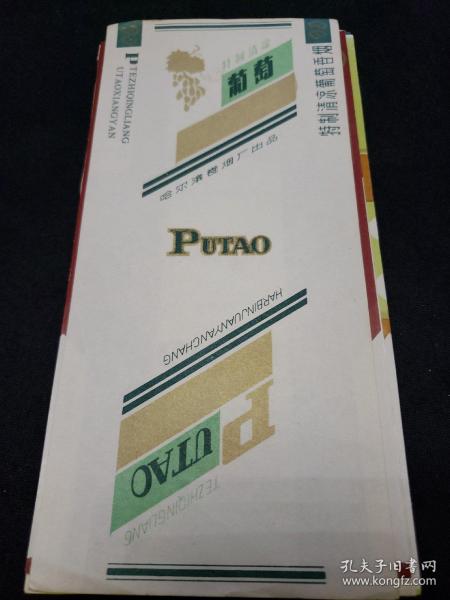 PTEZHIQINGLIANG
UTAOXIANGYAN
特制清凉
葡萄
哈尔滨卷烟厂出品
特制清凉葡萄香烟
PUTAO
HARBINJUANYANCHANG
PUTAO
TEZHIQINGLIANG
孔夫子旧书网
www.kongfz.com